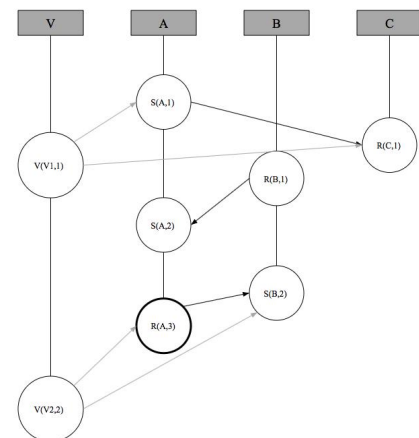 V A B C
S(A,1)
R(C,1)
V(V1,1)
R(B,1)
S(A,2)
S(B,2)
R(A,3)
V(V2,2)